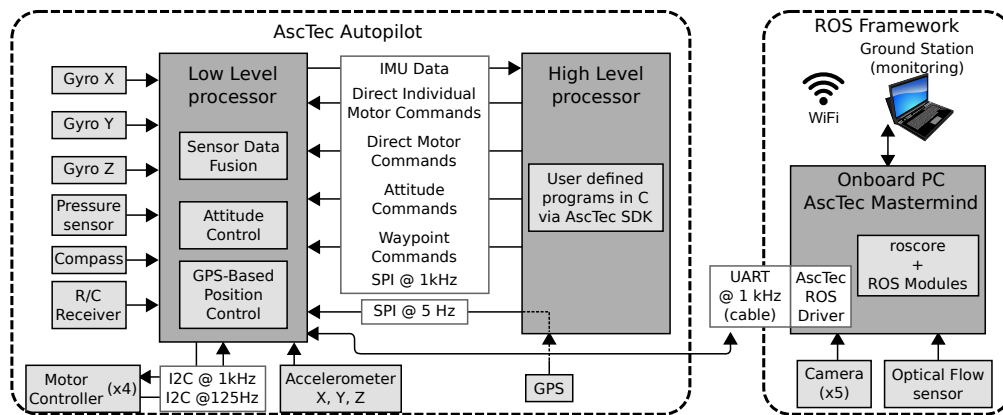 AscTec Autopilot
Gyro X
Gyro Y
Gyro Z
Pressure
sensor
Compass
R/C
Receiver
Motor
Controller
(x4)
Low Level
processor
Sensor Data
Fusion
Attitude
Control
GPS-Based
Position
Control
I2C @ 1kHz
I2C @125Hz
Accelerometer
X, Y, Z
IMU Data
Direct Individual
Motor Commands
Direct Motor
Commands
Attitude
Commands
Waypoint
Commands
SPI @ 1kHz
SPI @ 5 Hz
High Level
processor
User defined
programs in C
via AscTec SDK
GPS
ROS Framework
Ground Station
(monitoring)
WiFi
Onboard PC
AscTec Mastermind
roscore
+
ROS Modules
UART
@ 1 kHz
(cable)
AscTec
ROS
Driver
Camera
(x5)
Optical Flow
sensor